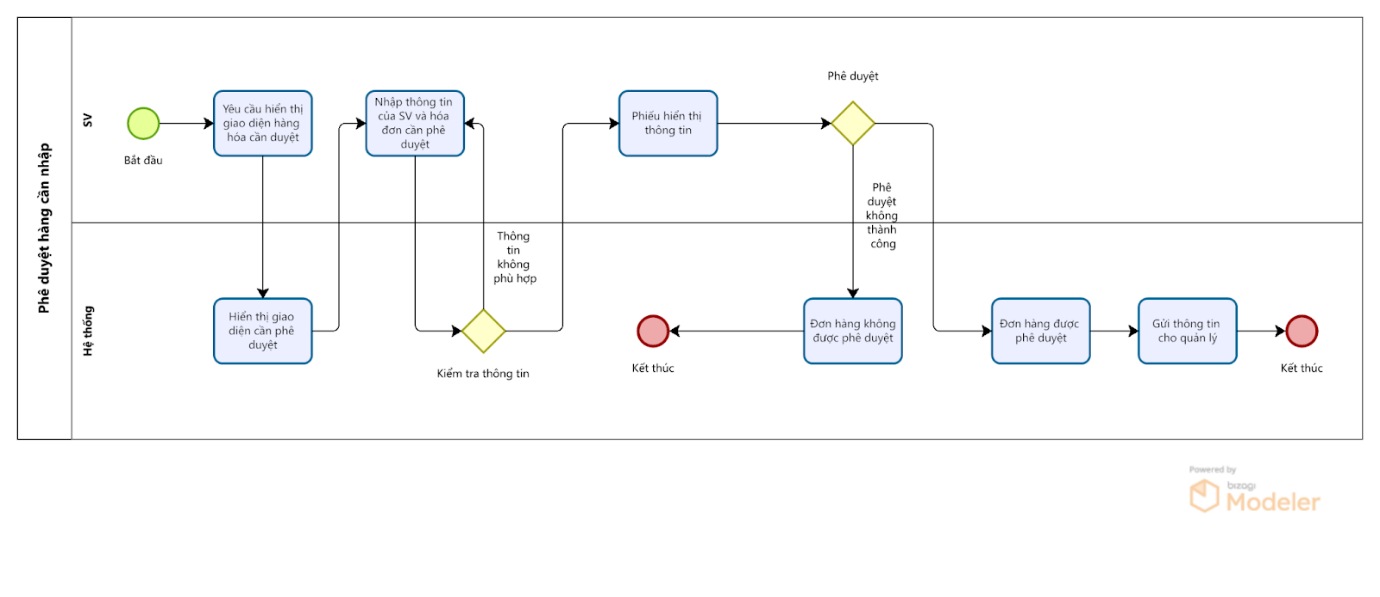 Phê duyệt hàng cần nhập
SV
Hệ thống
Bắt đầu
Yêu cầu hiển thị
giao diện hàng
hóa cần duyệt
Nhập thông tin
của SV và hóa
đơn cần phê
duyệt
Phiếu hiển thị
thông tin
Phê duyệt
Phê
duyệt
không
thành
công
Thông
tin
không
phù hợp
Hiển thị giao
diện cần phê
duyệt
Kiểm tra thông tin
Kết thúc
Đơn hàng không
được phê duyệt
Đơn hàng được
phê duyệt
Gửi thông tin
cho quản lý
Kết thúc
Powered by
bizagi
Modeler